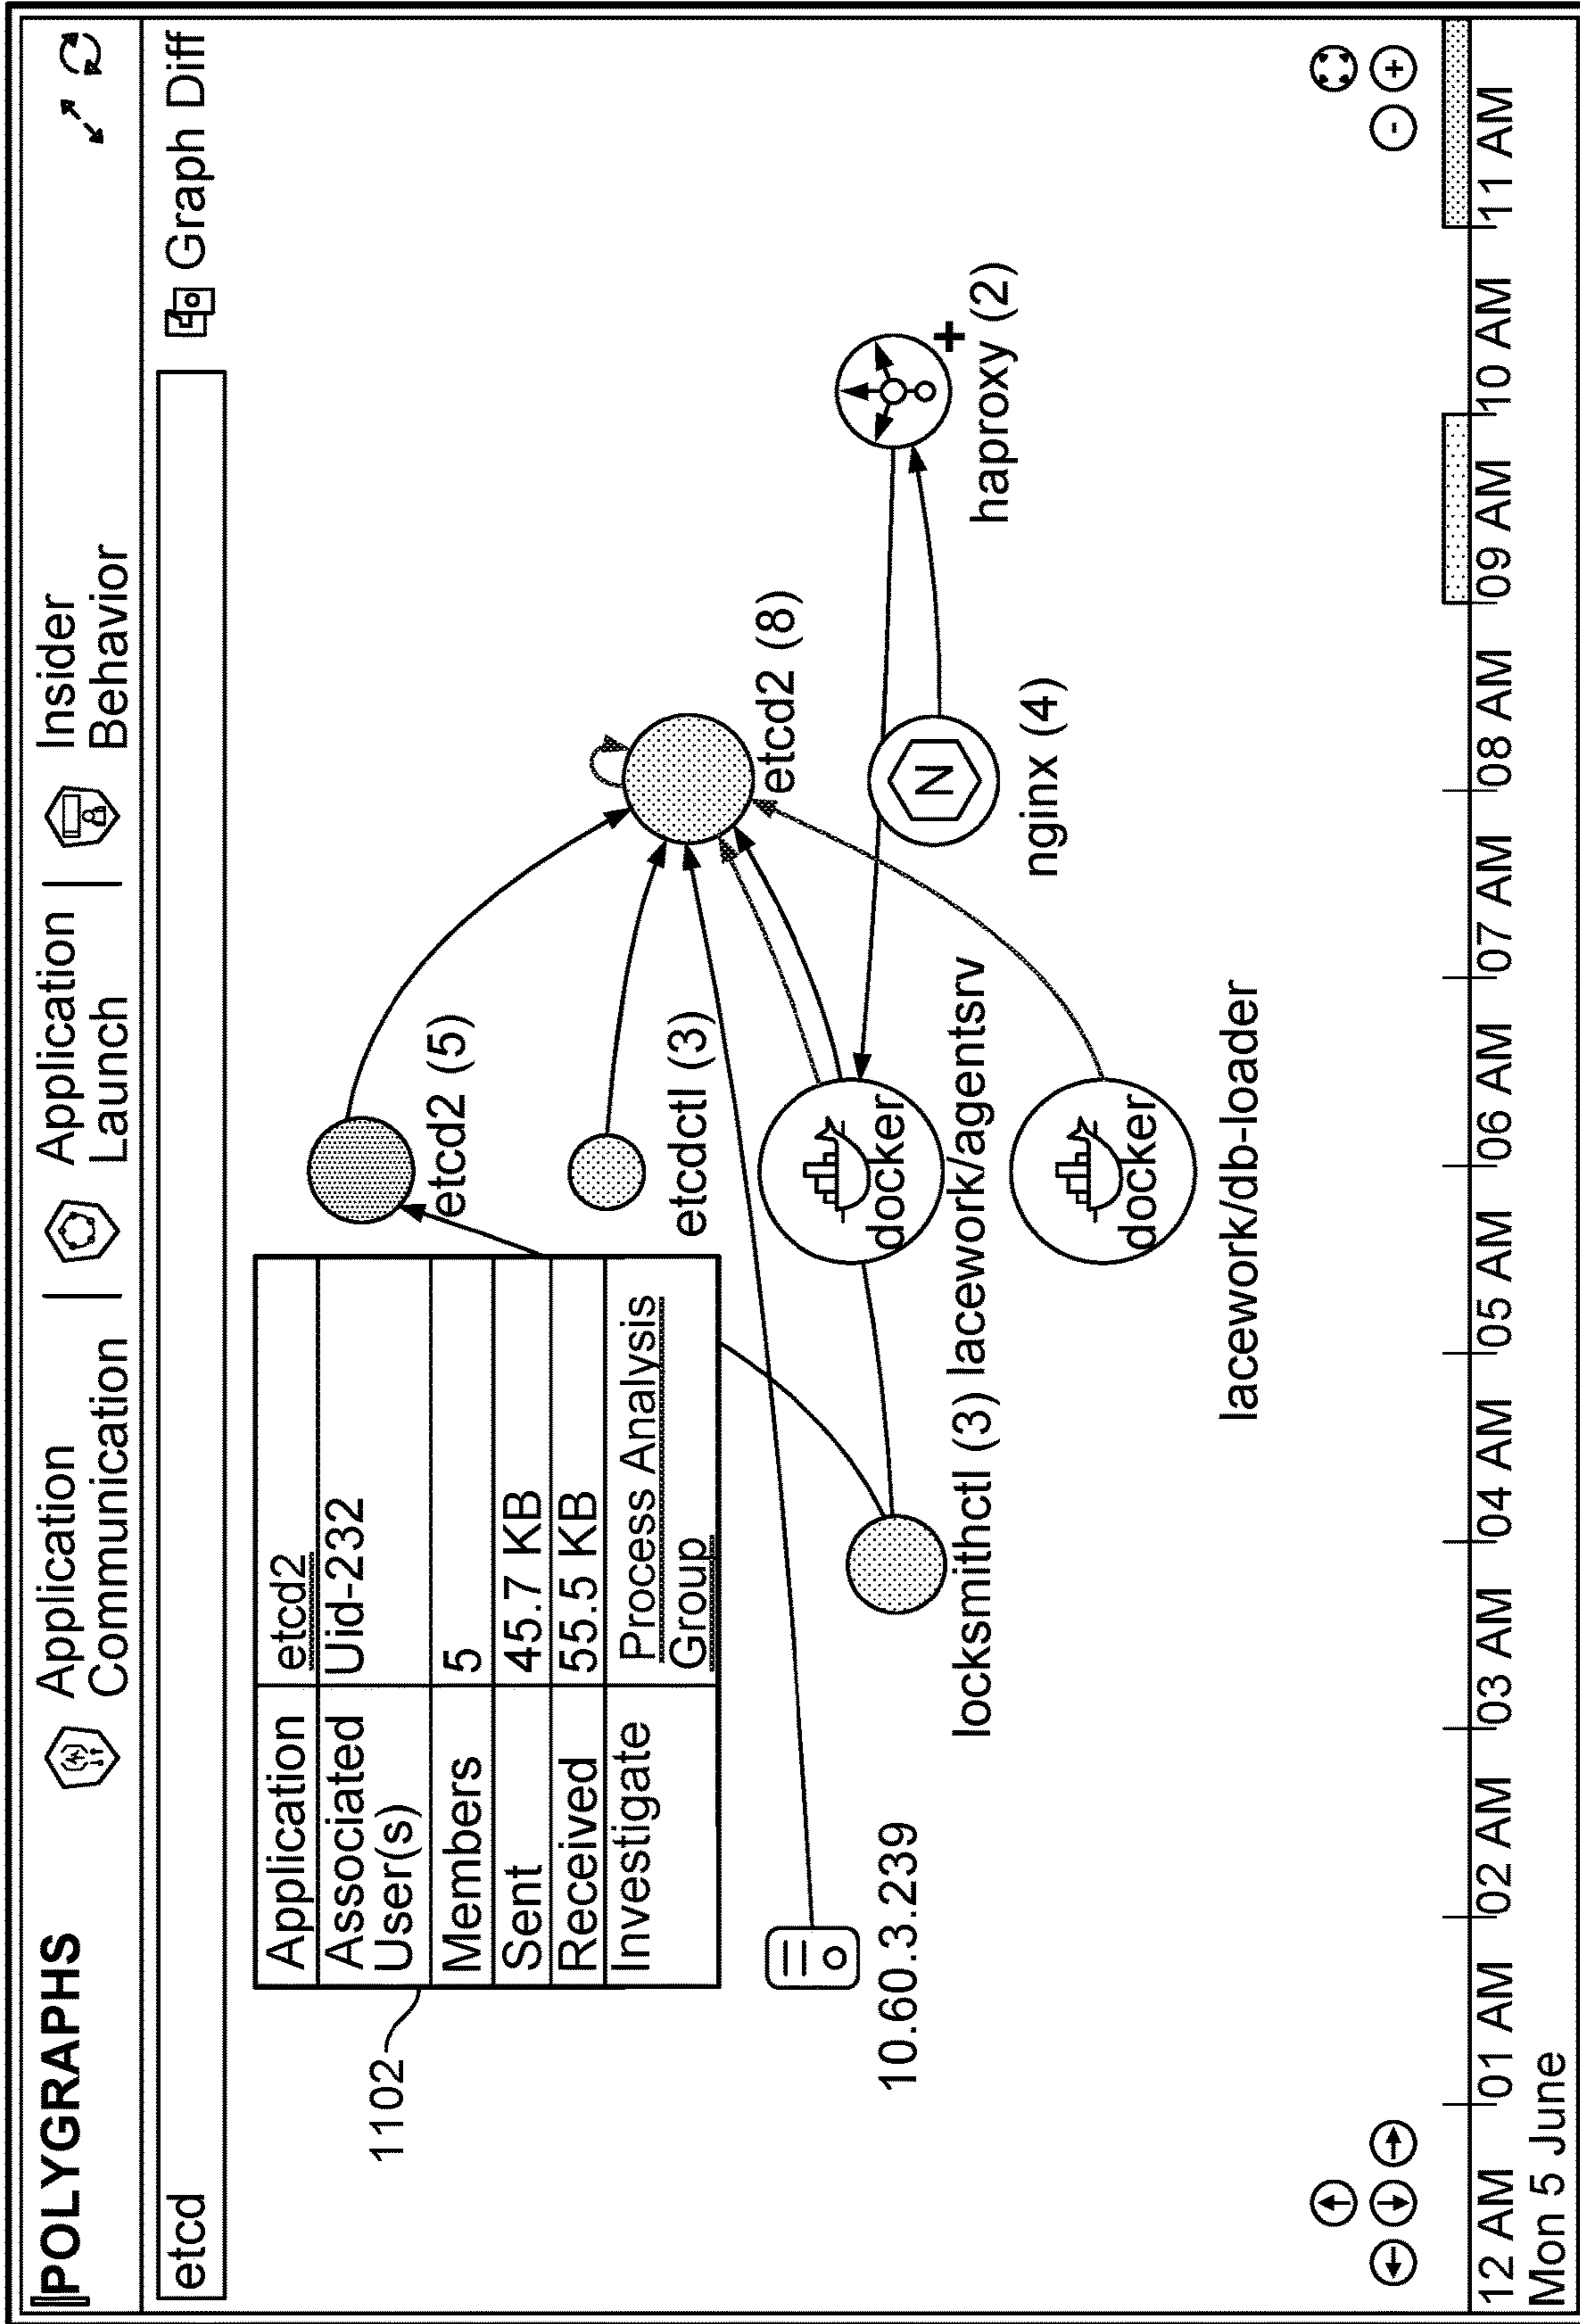 POLYGRAPHS
Application
Communication
Application
Launch
Insider
Behavior
etcd
Graph Diff
Application etcd2
Associated Uid-232
User(s)
Members 5
Sent 45.7 KB
Received 55.5 KB
Investigate Process Analysis
Group
1102
etcd2 (5)
etcdctl (3)
etcd2 (8)
10.60.3.239
locksmithctl (3)
docker
lacework/agentsrv
N
nginx (4)
+
haproxy (2)
docker
lacework/db-loader
- +
12 AM 01 AM 02 AM 03 AM 04 AM 05 AM 06 AM 07 AM 08 AM 09 AM 10 AM 11 AM
Mon 5 June